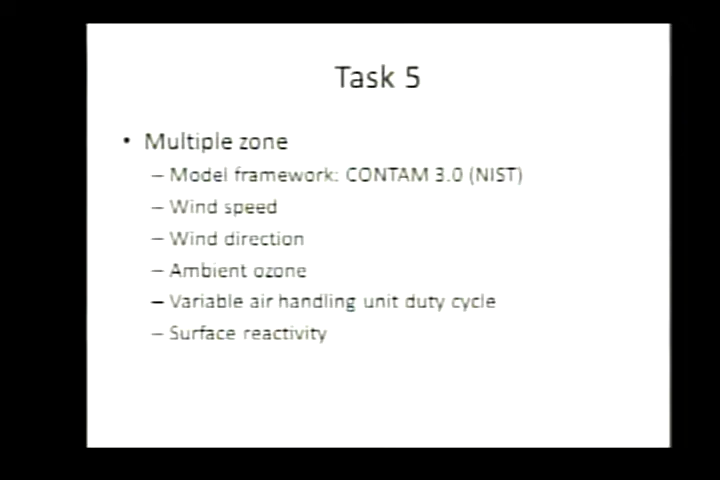 Task 5
• Multiple zone
– Model framework: CONTAM 3.0 (NIST)
– Wind speed
– Wind direction
– Ambient ozone
– Variable air handling unit duty cycle
– Surface reactivity